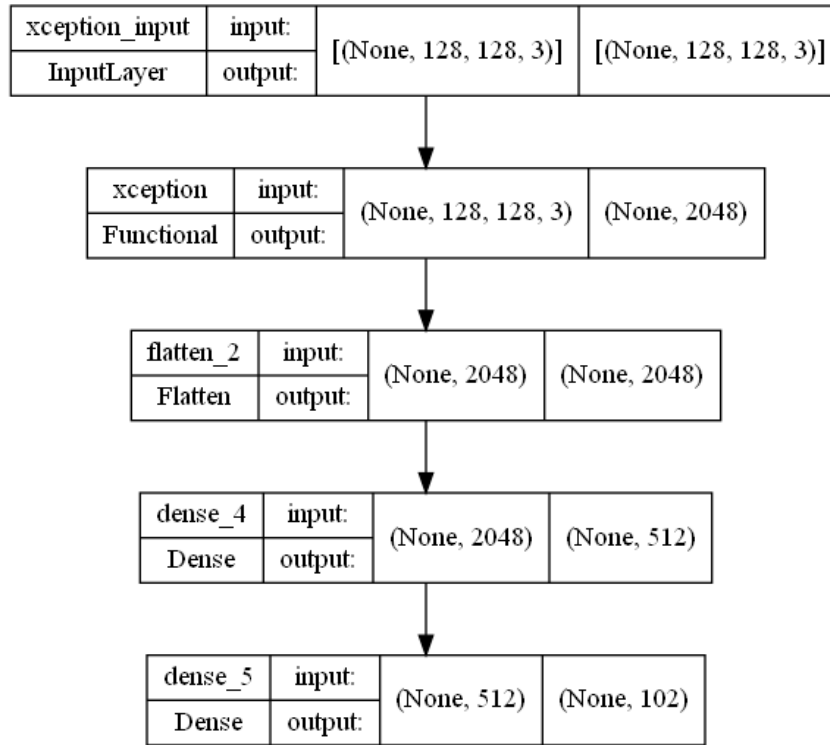 xception_input input: [(None, 128, 128, 3)] [(None, 128, 128, 3)]
InputLayer output:
xception input: (None, 128, 128, 3) (None, 2048)
Functional output:
flatten_2 input: (None, 2048) (None, 2048)
Flatten output:
dense_4 input: (None, 2048) (None, 512)
Dense output:
dense_5 input: (None, 512) (None, 102)
Dense output: